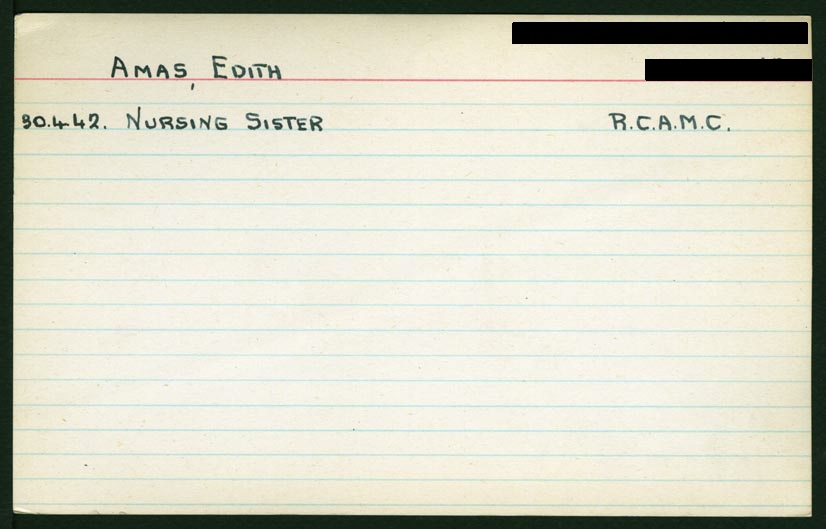 AMAS, EDITH
30.4.42. NURSING SISTER R.C.A.M.C.